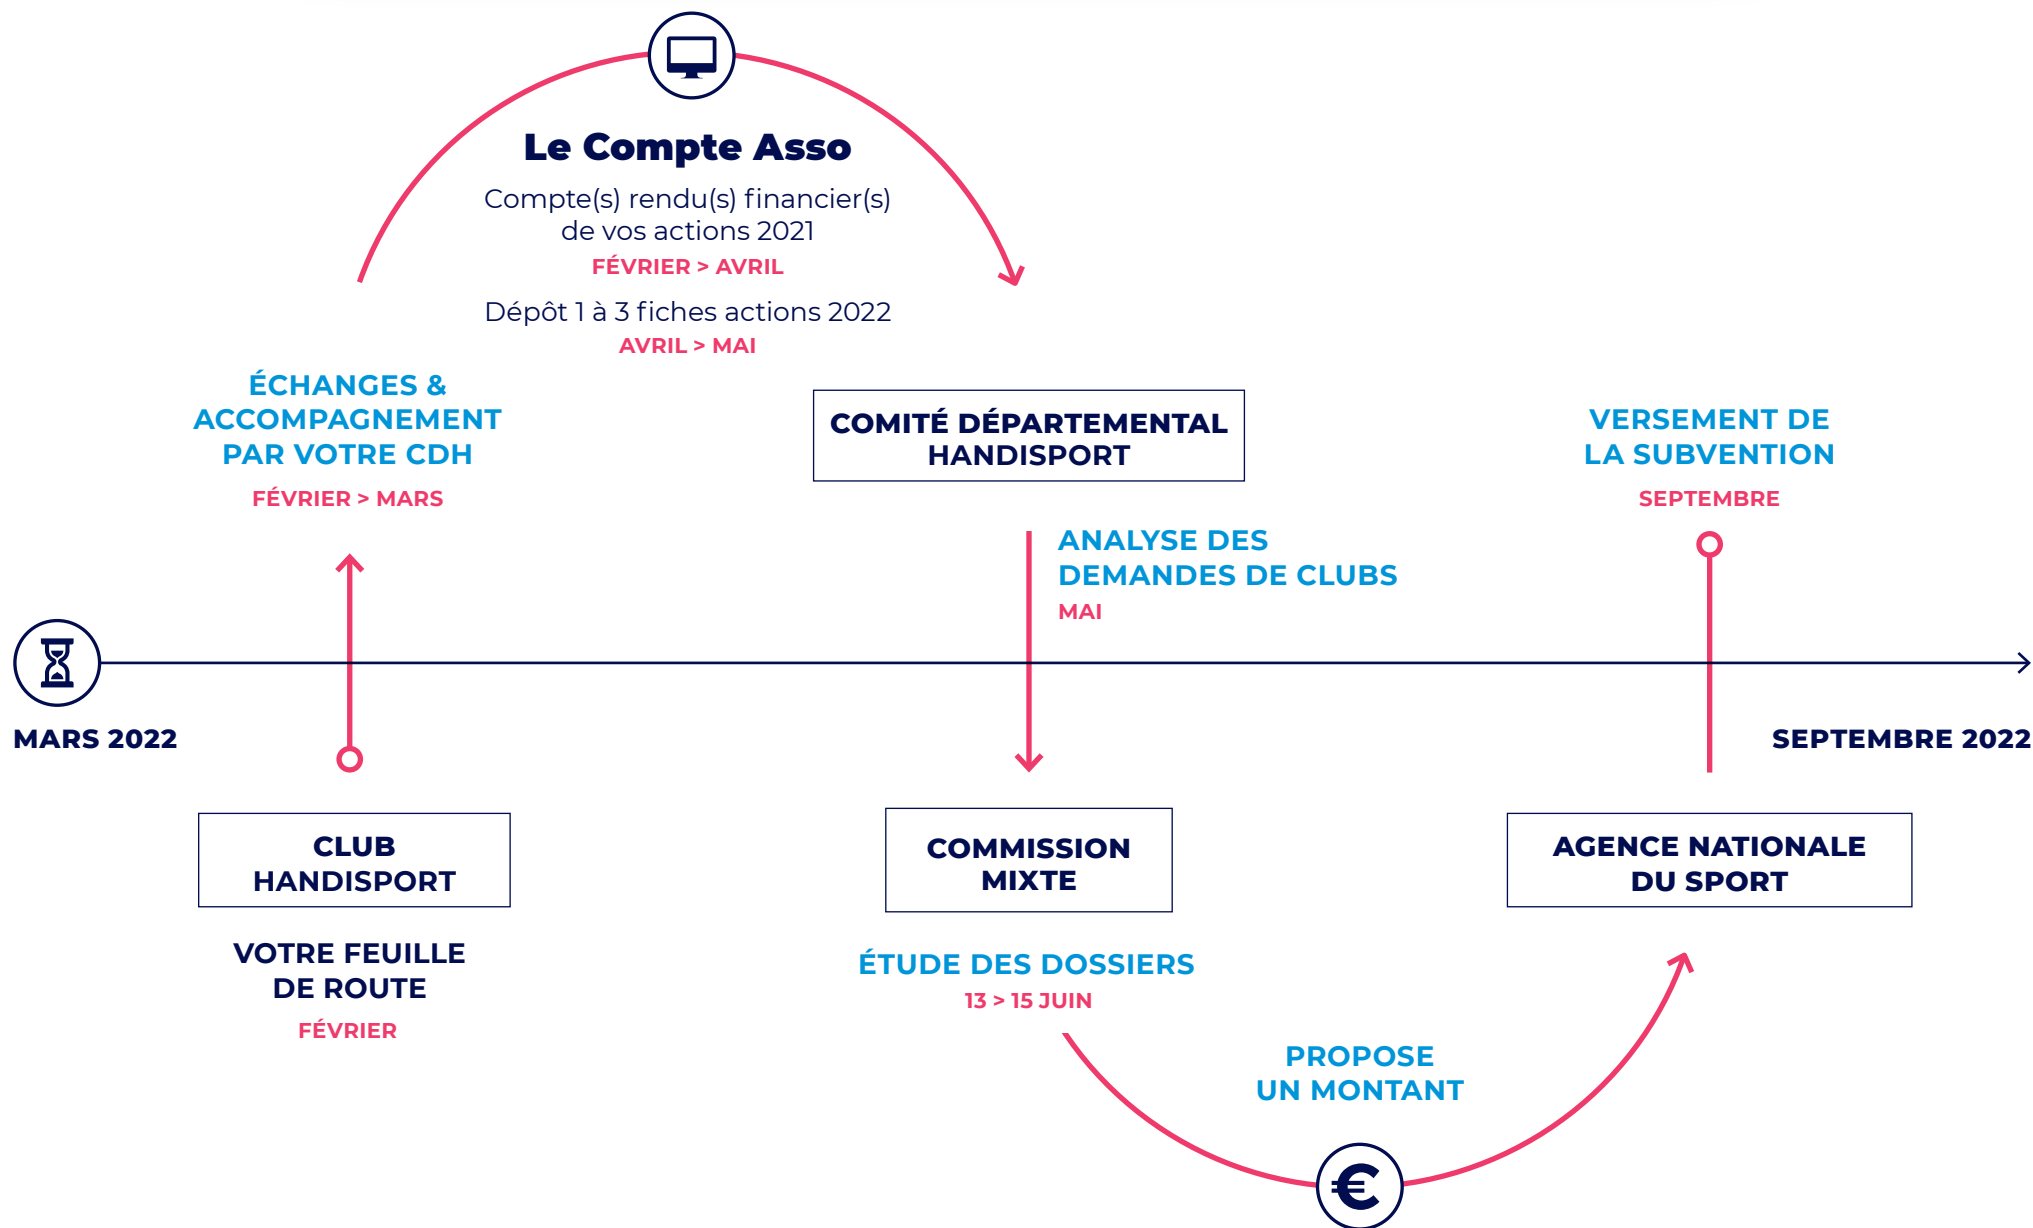 Le Compte Asso
Compte(s) rendu(s) financier(s)
de vos actions 2021
FÉVRIER > AVRIL
Dépôt 1 à 3 fiches actions 2022
AVRIL > MAI
ÉCHANGES &
ACCOMPAGNEMENT
PAR VOTRE CDH
FÉVRIER > MARS
COMITÉ DÉPARTEMENTAL
HANDISPORT
VERSEMENT DE
LA SUBVENTION
SEPTEMBRE
ANALYSE DES
DEMANDES DE CLUBS
MAI
MARS 2022
SEPTEMBRE 2022
CLUB
HANDISPORT
VOTRE FEUILLE
DE ROUTE
FÉVRIER
COMMISSION
MIXTE
ÉTUDE DES DOSSIERS
13 > 15 JUIN
AGENCE NATIONALE
DU SPORT
PROPOSE
UN MONTANT
€